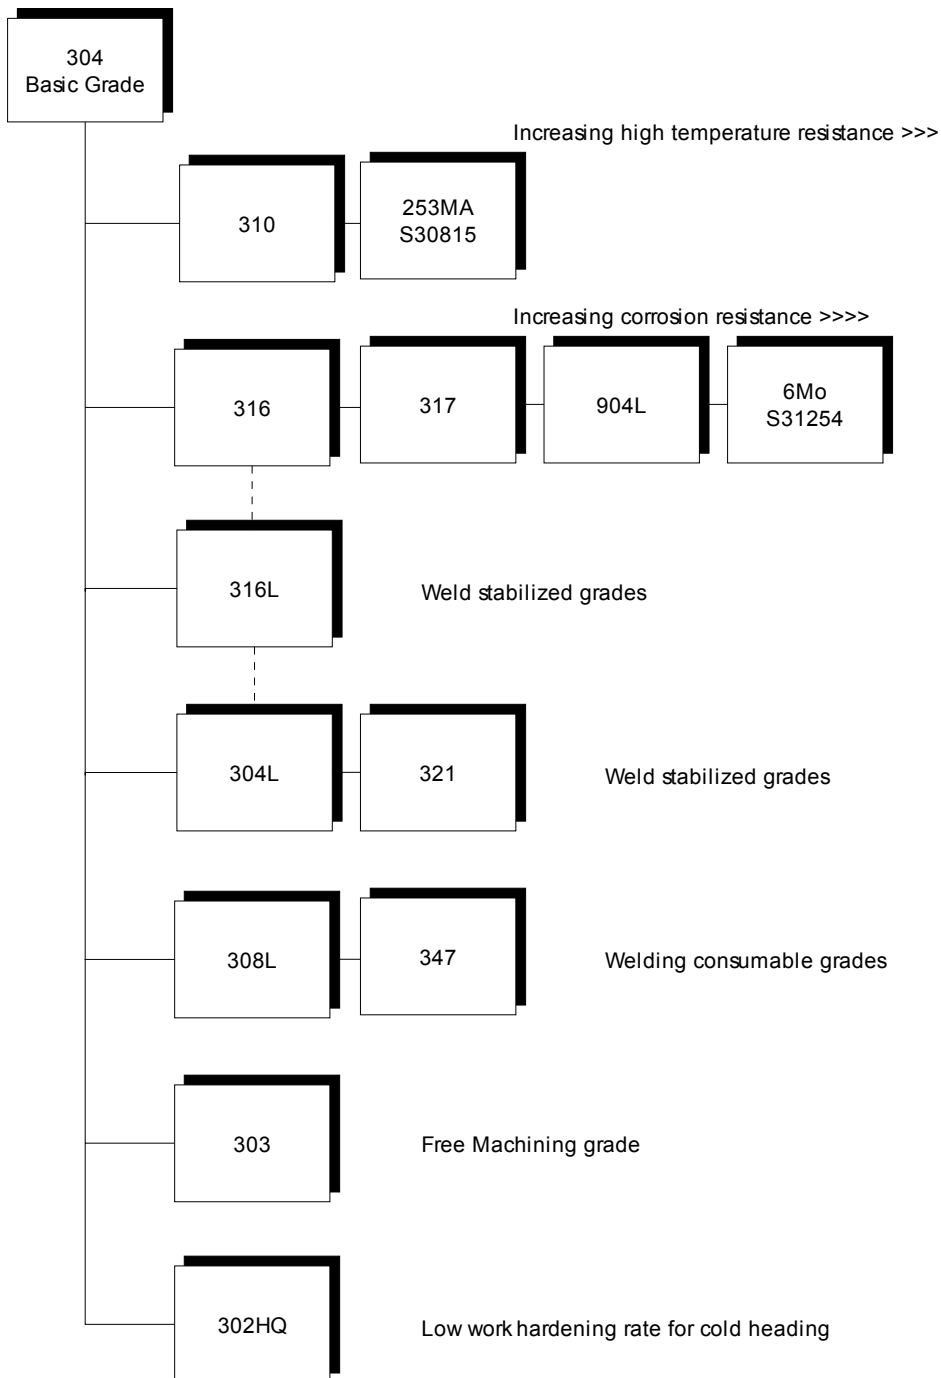 304
Basic Grade
Increasing high temperature resistance >>>
310
253MA
S30815
Increasing corrosion resistance >>>>
316
317
904L
6Mo
S31254
316L
Weld stabilized grades
304L
321
Weld stabilized grades
308L
347
Welding consumable grades
303
Free Machining grade
302HQ
Low work hardening rate for cold heading